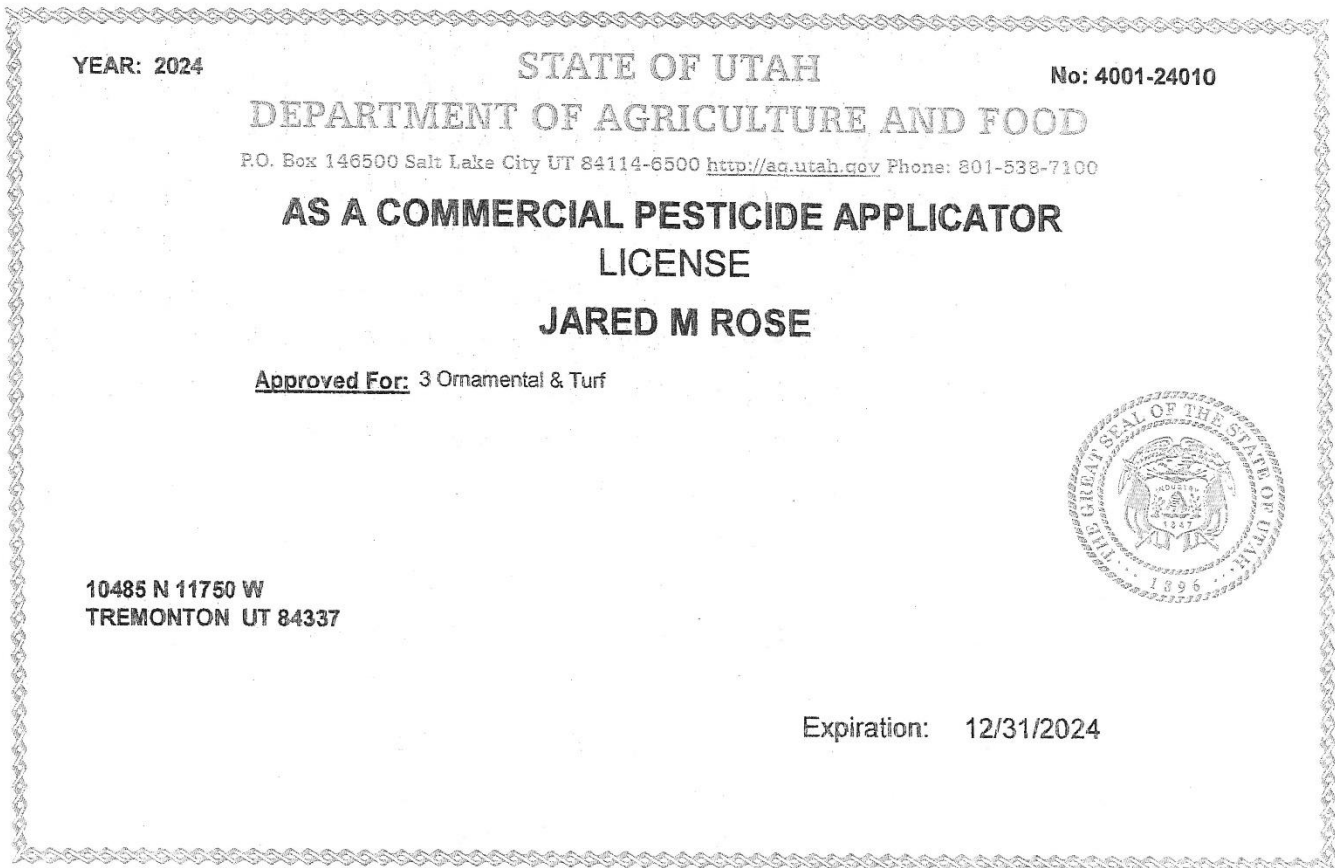 YEAR: 2024
STATE OF UTAH
No: 4001-24010
DEPARTMENT OF AGRICULTURE AND FOOD
P.O. Box 146500 Salt Lake City UT 84114-6500 http://ag.utah.gov Phone: 801-538-7100
AS A COMMERCIAL PESTICIDE APPLICATOR
LICENSE
JARED M ROSE
Approved For: 3 Ornamental & Turf
THE GREAT SEAL OF THE STATE OF UTAH
1847
1896
10485 N 11750 W
TREMONTON UT 84337
Expiration: 12/31/2024